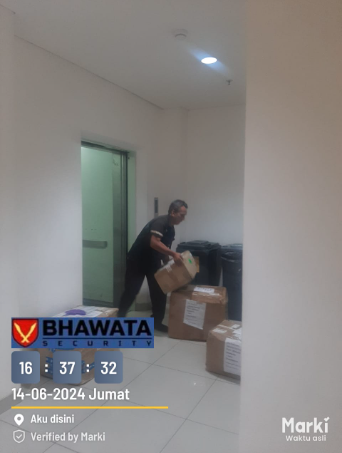 BHAWATA
SECURITY
16 : 37 : 32
14-06-2024 Jumat
Aku disini
Verified by Marki
Marki
Waktu asli